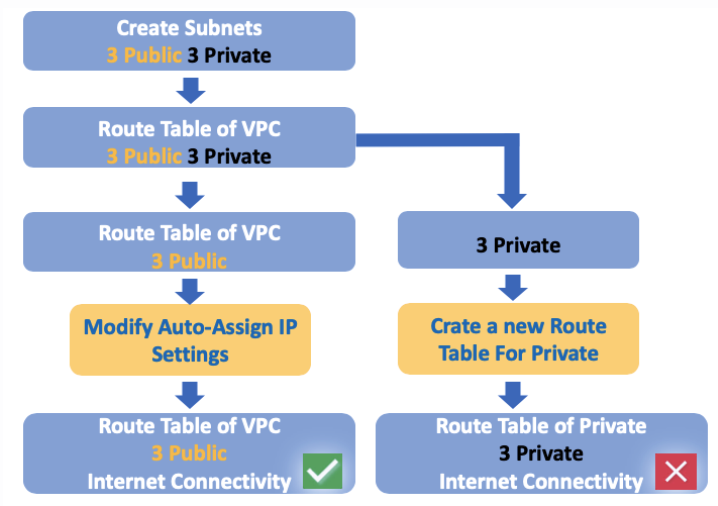 Create Subnets
3 Public 3 Private
Route Table of VPC
3 Public 3 Private
Route Table of VPC
3 Public
3 Private
Modify Auto-Assign IP
Settings
Crate a new Route
Table For Private
Route Table of VPC
3 Public
Internet Connectivity
Route Table of Private
3 Private
Internet Connectivity